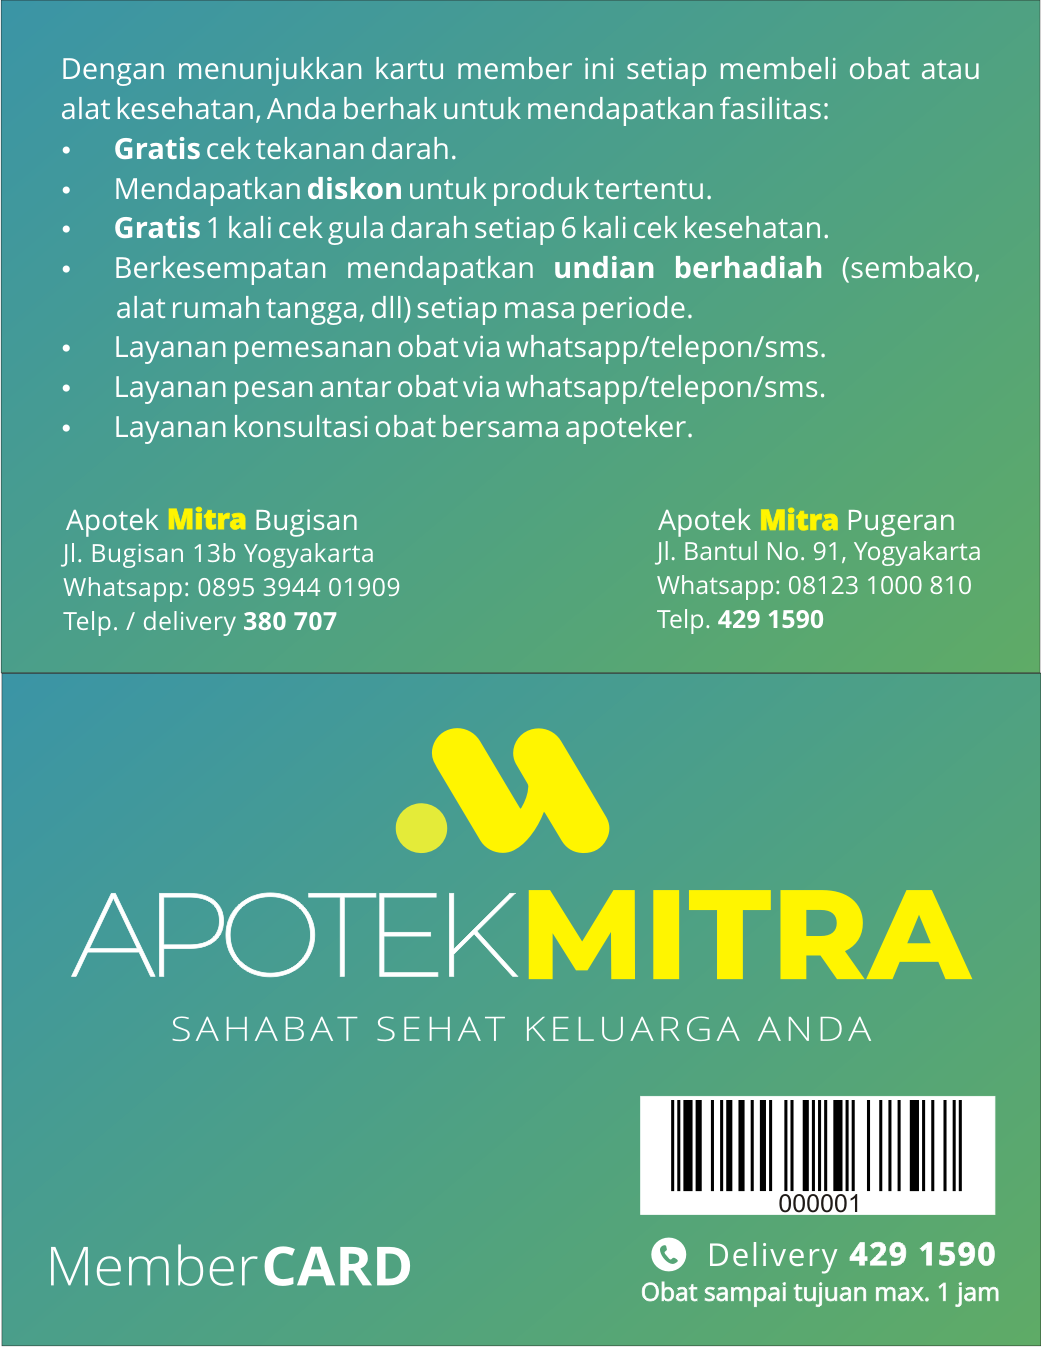 Dengan menunjukkan kartu member ini setiap membeli obat atau
alat kesehatan, Anda berhak untuk mendapatkan fasilitas:
• Gratis cek tekanan darah.
• Mendapatkan diskon untuk produk tertentu.
• Gratis 1 kali cek gula darah setiap 6 kali cek kesehatan.
• Berkesempatan mendapatkan undian berhadiah (sembako,
alat rumah tangga, dll) setiap masa periode.
• Layanan pemesanan obat via whatsapp/telepon/sms.
• Layanan pesan antar obat via whatsapp/telepon/sms.
• Layanan konsultasi obat bersama apoteker.
Apotek Mitra Bugisan
Jl. Bugisan 13b Yogyakarta
Whatsapp: 0895 3944 01909
Telp. / delivery 380 707
Apotek Mitra Pugeran
Jl. Bantul No. 91, Yogyakarta
Whatsapp: 08123 1000 810
Telp. 429 1590
APOTEKMITRA
SAHABAT SEHAT KELUARGA ANDA
000001
MemberCARD
Delivery 429 1590
Obat sampai tujuan max. 1 jam